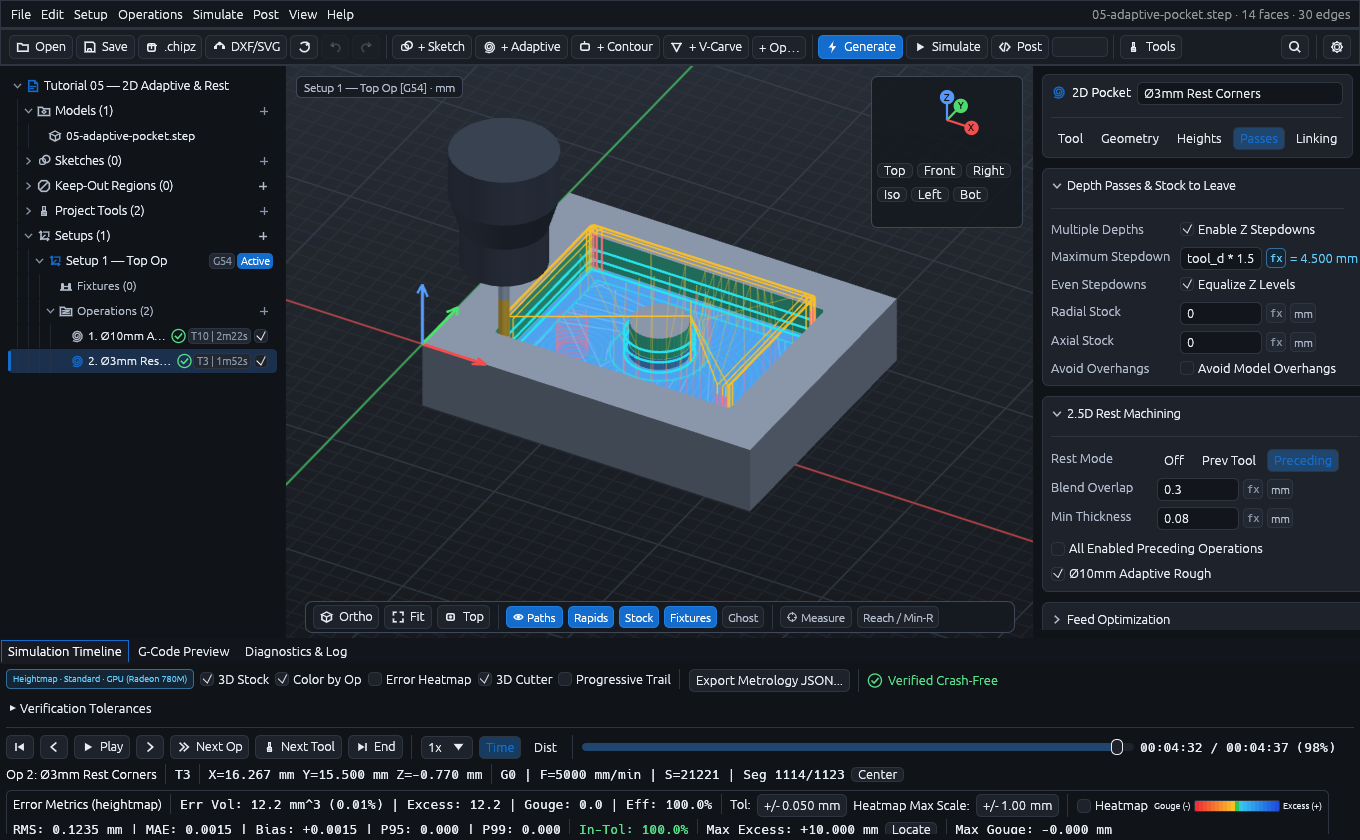 File Edit Setup Operations Simulate Post View Help
05-adaptive-pocket.step · 14 faces · 30 edges
Open Save .chipz DXF/SVG + Sketch + Adaptive + Contour + V-Carve + Op... Generate Simulate Post Tools
Tutorial 05 — 2D Adaptive & Rest
Models (1) +
05-adaptive-pocket.step
Sketches (0) +
Keep-Out Regions (0) +
Project Tools (2) +
Setups (1) +
Setup 1 — Top Op G54 Active
Fixtures (0)
Operations (2) +
1. Ø10mm A... T10 | 2m22s
2. Ø3mm Res... T3 | 1m52s
Setup 1 — Top Op [G54] · mm
Z Y X
Top Front Right
Iso Left Bot
Ortho Fit Top Paths Rapids Stock Fixtures Ghost Measure Reach / Min-R
2D Pocket Ø3mm Rest Corners
Tool Geometry Heights Passes Linking
Depth Passes & Stock to Leave
Multiple Depths Enable Z Stepdowns
Maximum Stepdown tool_d * 1.5 fx = 4.500 mm
Even Stepdowns Equalize Z Levels
Radial Stock 0 fx mm
Axial Stock 0 fx mm
Avoid Overhangs Avoid Model Overhangs
2.5D Rest Machining
Rest Mode Off Prev Tool Preceding
Blend Overlap 0.3 fx mm
Min Thickness 0.08 fx mm
All Enabled Preceding Operations
Ø10mm Adaptive Rough
Feed Optimization
Simulation Timeline G-Code Preview Diagnostics & Log
Heightmap · Standard · GPU (Radeon 780M) 3D Stock Color by Op Error Heatmap 3D Cutter Progressive Trail Export Metrology JSON... Verified Crash-Free
Verification Tolerances
Play Next Op Next Tool End 1x Time Dist 00:04:32 / 00:04:37 (98%)
Op 2: Ø3mm Rest Corners | T3 | X=16.267 mm Y=15.500 mm Z=-0.770 mm | G0 | F=5000 mm/min | S=21221 | Seg 1114/1123 Center
Error Metrics (heightmap) | Err Vol: 12.2 mm^3 (0.01%) | Excess: 12.2 | Gouge: 0.0 | Eff: 100.0% | Tol: +/-0.050 mm Heatmap Max Scale: +/-1.00 mm | Heatmap Gouge (-) Excess (+)
RMS: 0.1235 mm | MAE: 0.0015 | Bias: +0.0015 | P95: 0.000 | P99: 0.000 | In-Tol: 100.0% | Max Excess: +10.000 mm Locate | Max Gouge: -0.000 mm